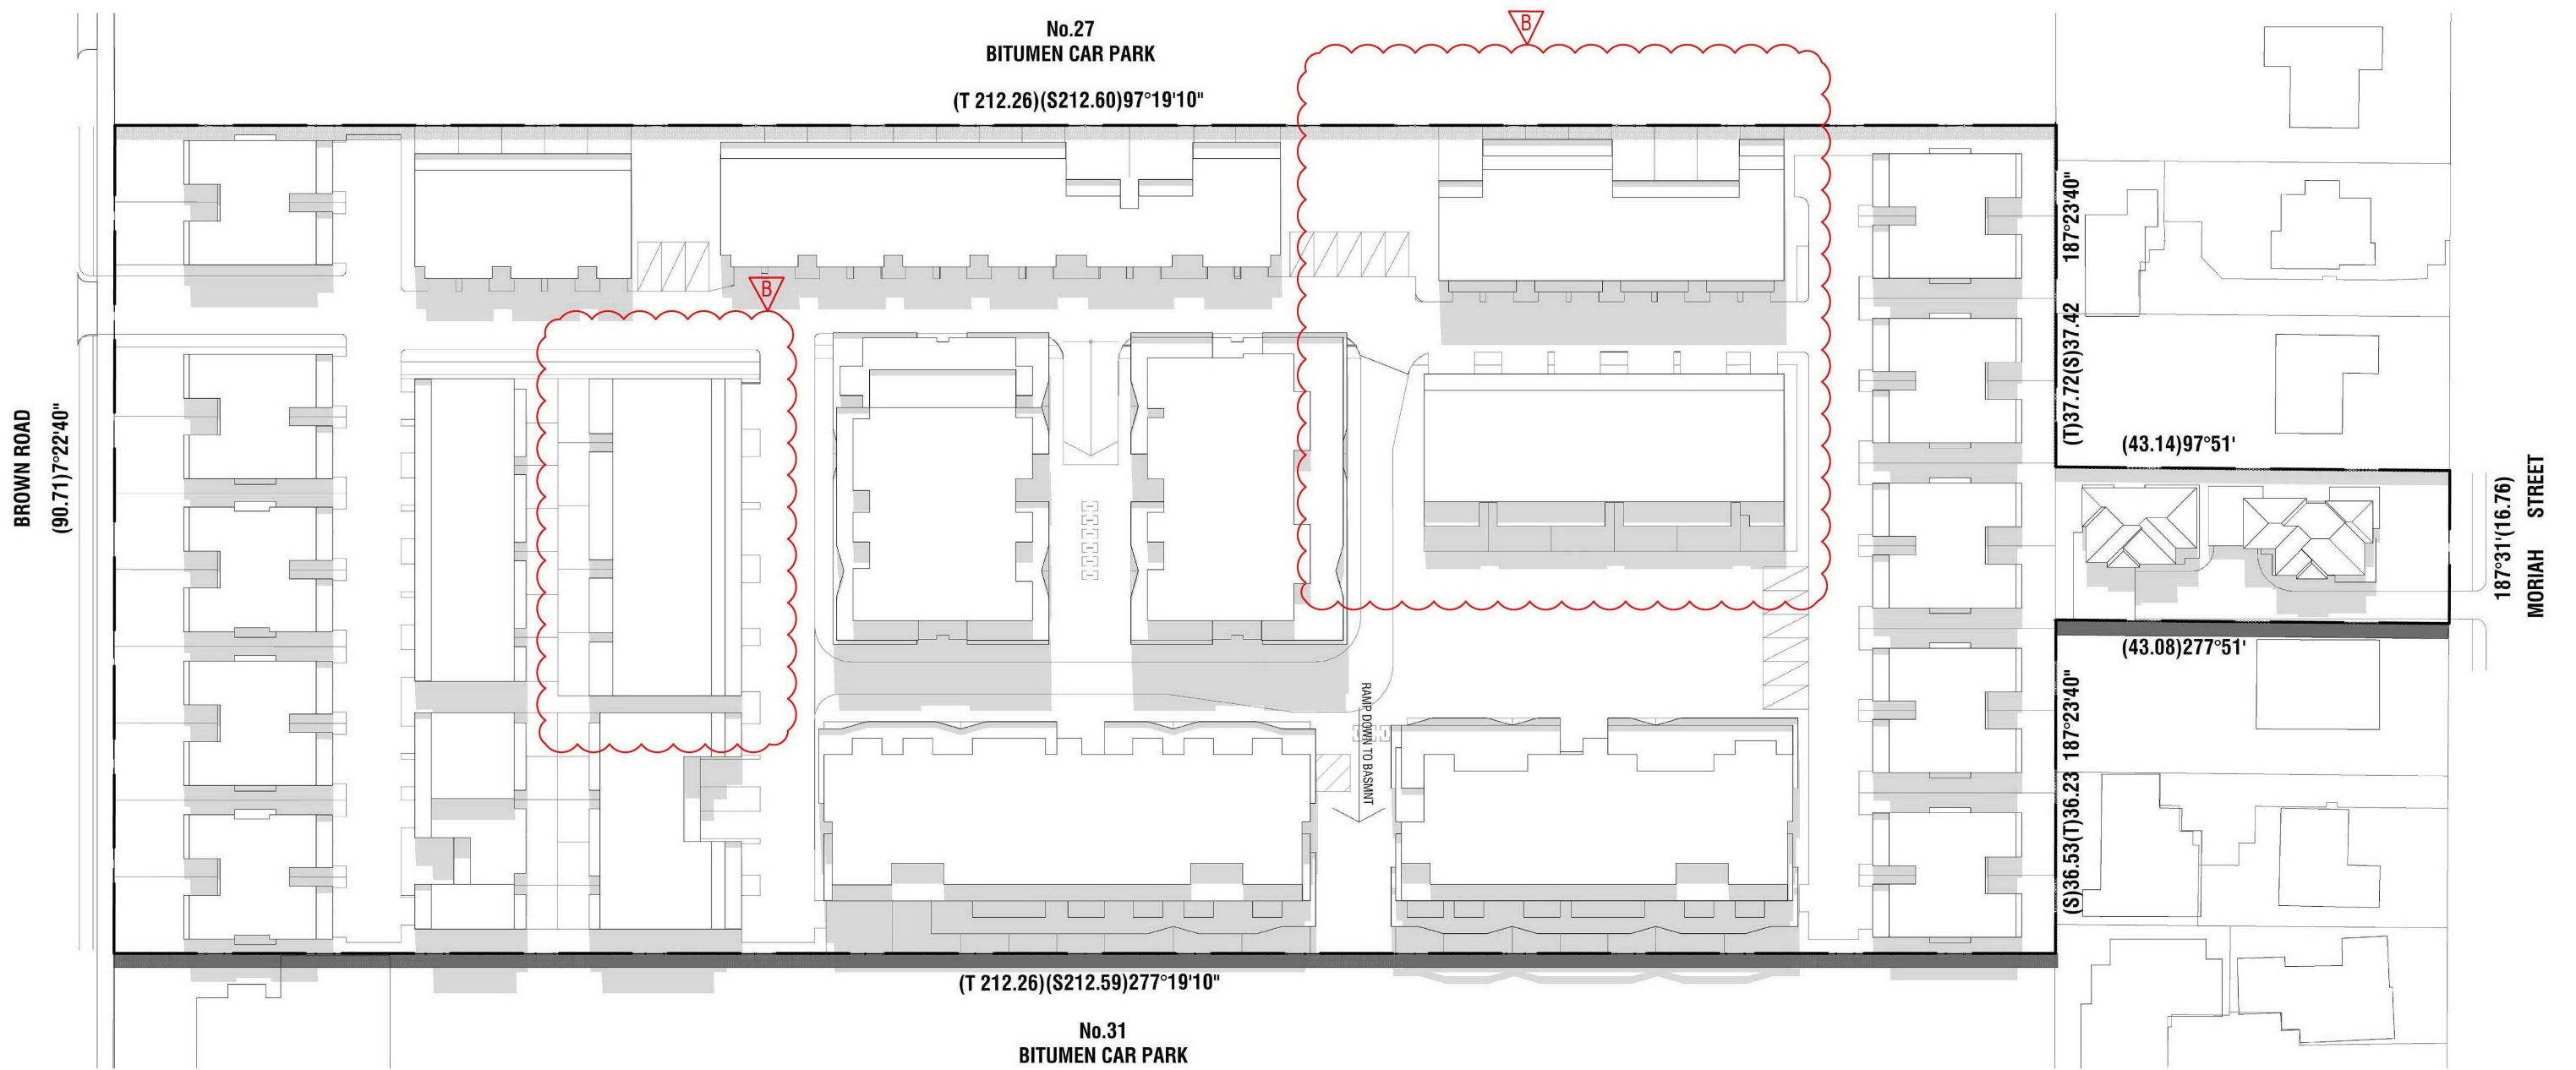 No.27
BITUMEN CAR PARK
(T 212.26)(S212.60)97°19'10"
B
B
BROWN ROAD
(90.71)7°22'40"
187°23'40"
(T)37.72(S)37.42
(43.14)97°51'
187°31'(16.76)
MORIAH STREET
(43.08)277°51'
187°23'40"
(S)36.53(T)36.23
RAMP DOWN TO BASMNT
(T 212.26)(S212.59)277°19'10"
No.31
BITUMEN CAR PARK